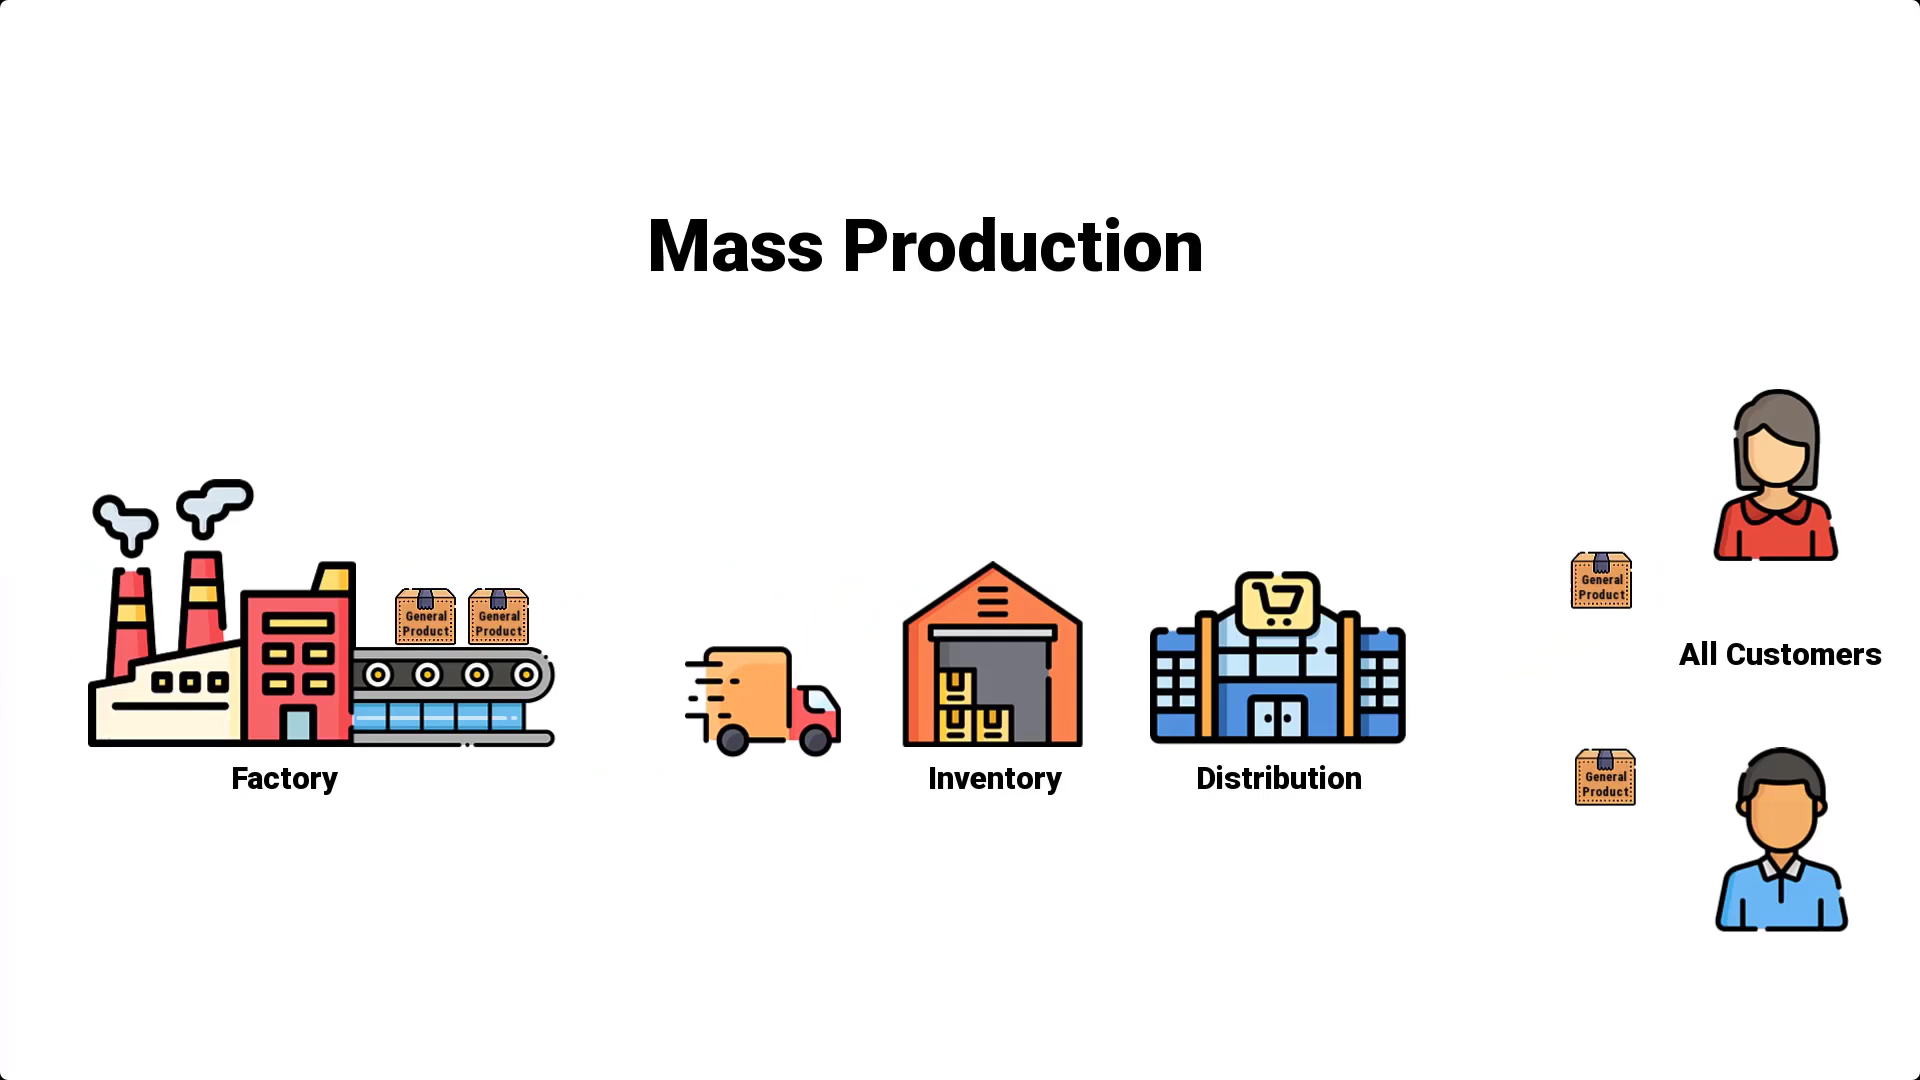 Mass Production
General
Product
General
Product
General
Product
All Customers
General
Product
Factory
Inventory
Distribution